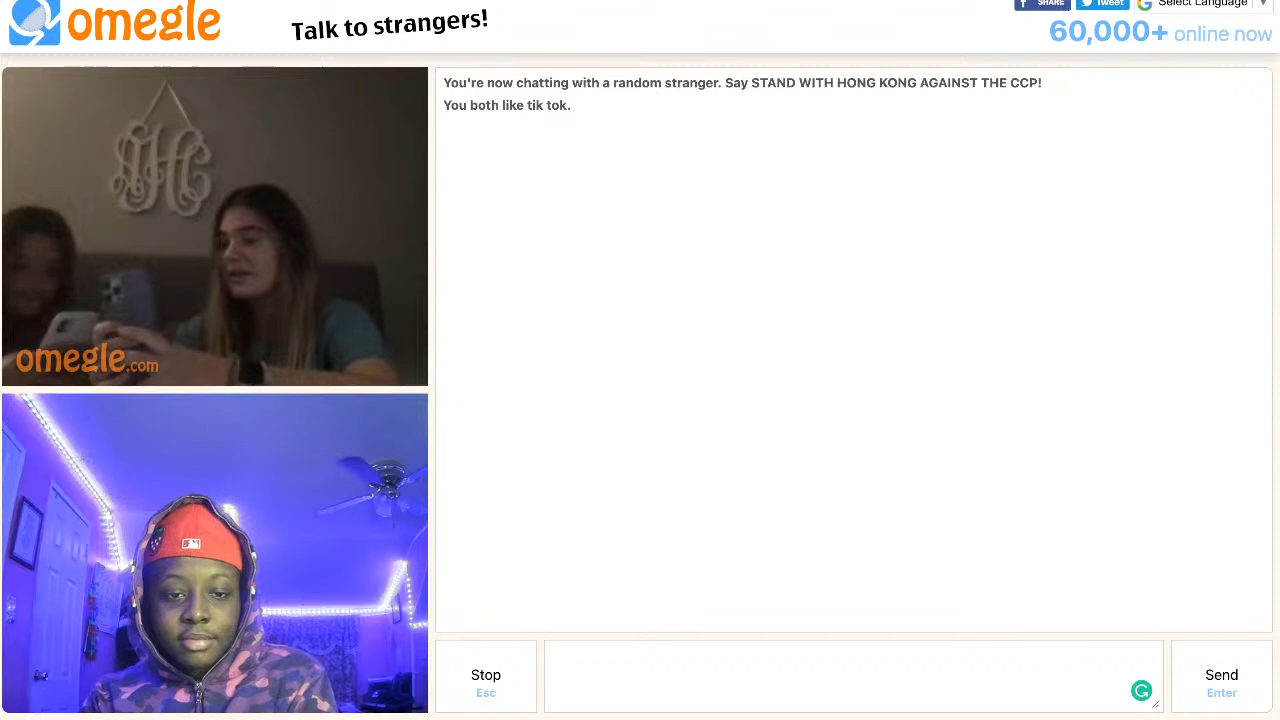 omegle
Talk to strangers!
SHARE
Tweet
Select Language
60,000+ online now
You're now chatting with a random stranger. Say STAND WITH HONG KONG AGAINST THE CCP!
You both like tik tok.
omegle.com
Stop
Esc
Send
Enter